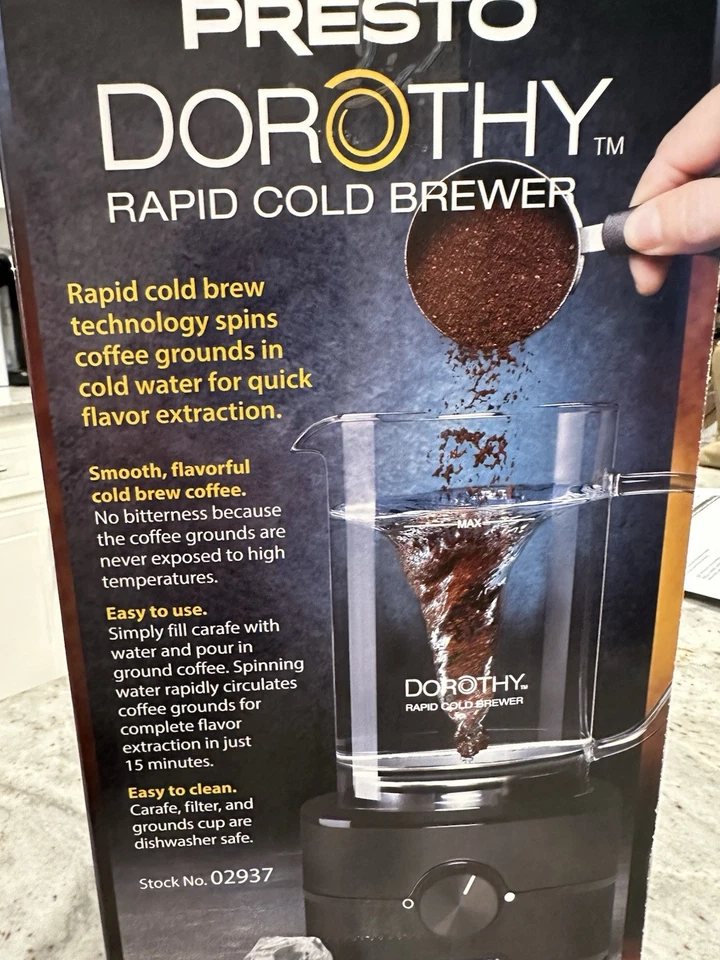 PRESTO
DOROTHY™
RAPID COLD BREWER
Rapid cold brew
technology spins
coffee grounds in
cold water for quick
flavor extraction.
Smooth, flavorful
cold brew coffee.
No bitterness because
the coffee grounds are
never exposed to high
temperatures.
Easy to use.
Simply fill carafe with
water and pour in
ground coffee. Spinning
water rapidly circulates
coffee grounds for
complete flavor
extraction in just
15 minutes.
Easy to clean.
Carafe, filter, and
grounds cup are
dishwasher safe.
Stock No. 02937
MAX
DOROTHY™
RAPID COLD BREWER